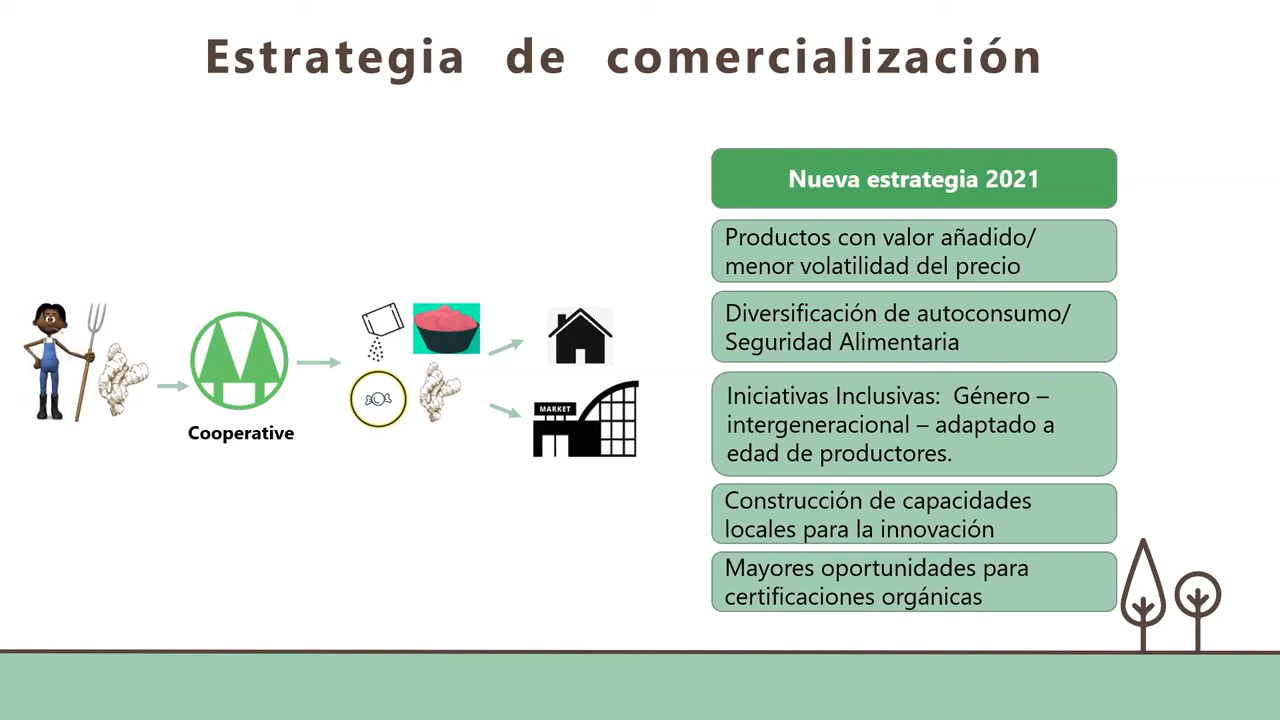 Estrategia de comercialización
Nueva estrategia 2021
Productos con valor añadido/
menor volatilidad del precio
Diversificación de autoconsumo/
Seguridad Alimentaria
Iniciativas Inclusivas: Género –
intergeneracional – adaptado a
edad de productores.
Construcción de capacidades
locales para la innovación
Mayores oportunidades para
certificaciones orgánicas
Cooperative
MARKET